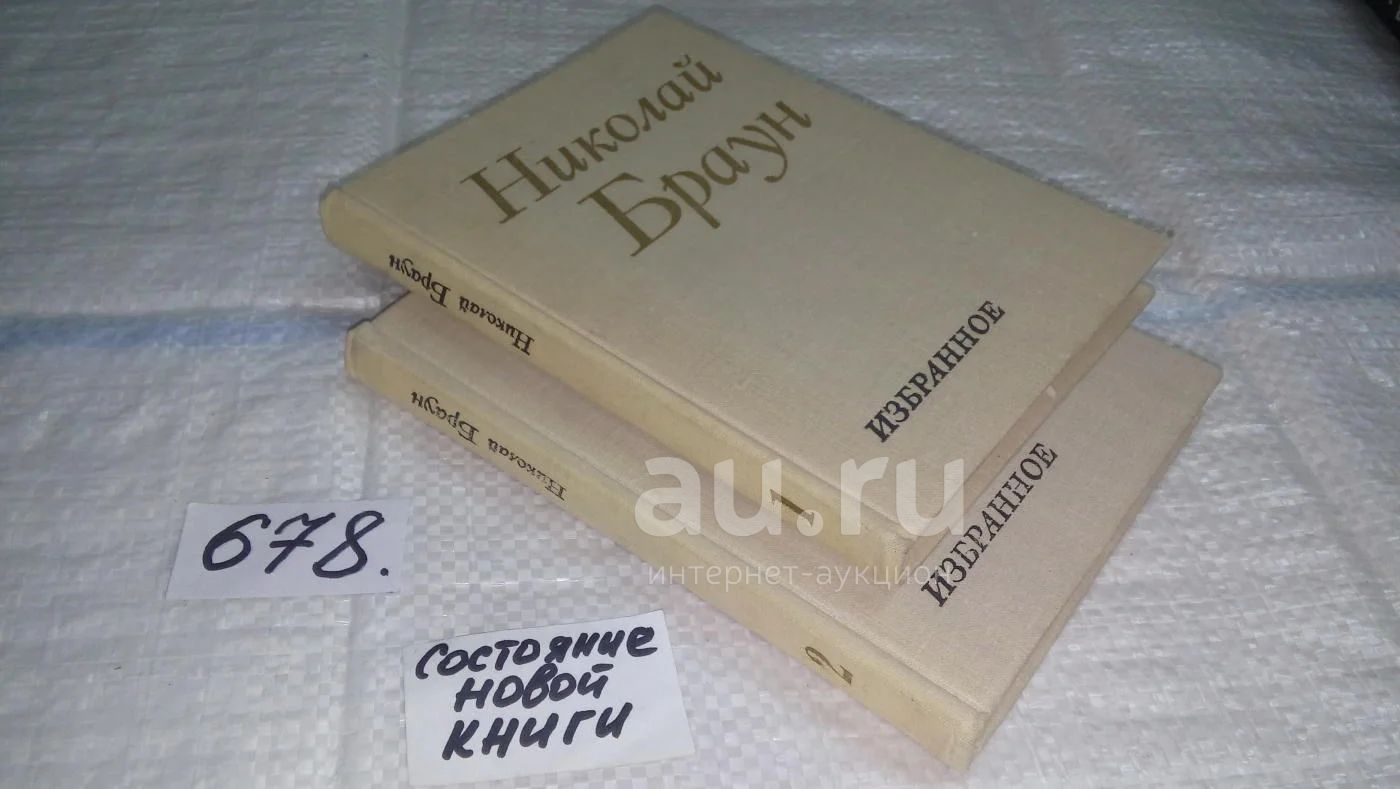 Николай
Браун
ИЗБРАННОЕ
Николай Браун
1
Николай Браун
2
ИЗБРАННОЕ
678.
состояние
новой
книги
au.ru
интернет-аукцион